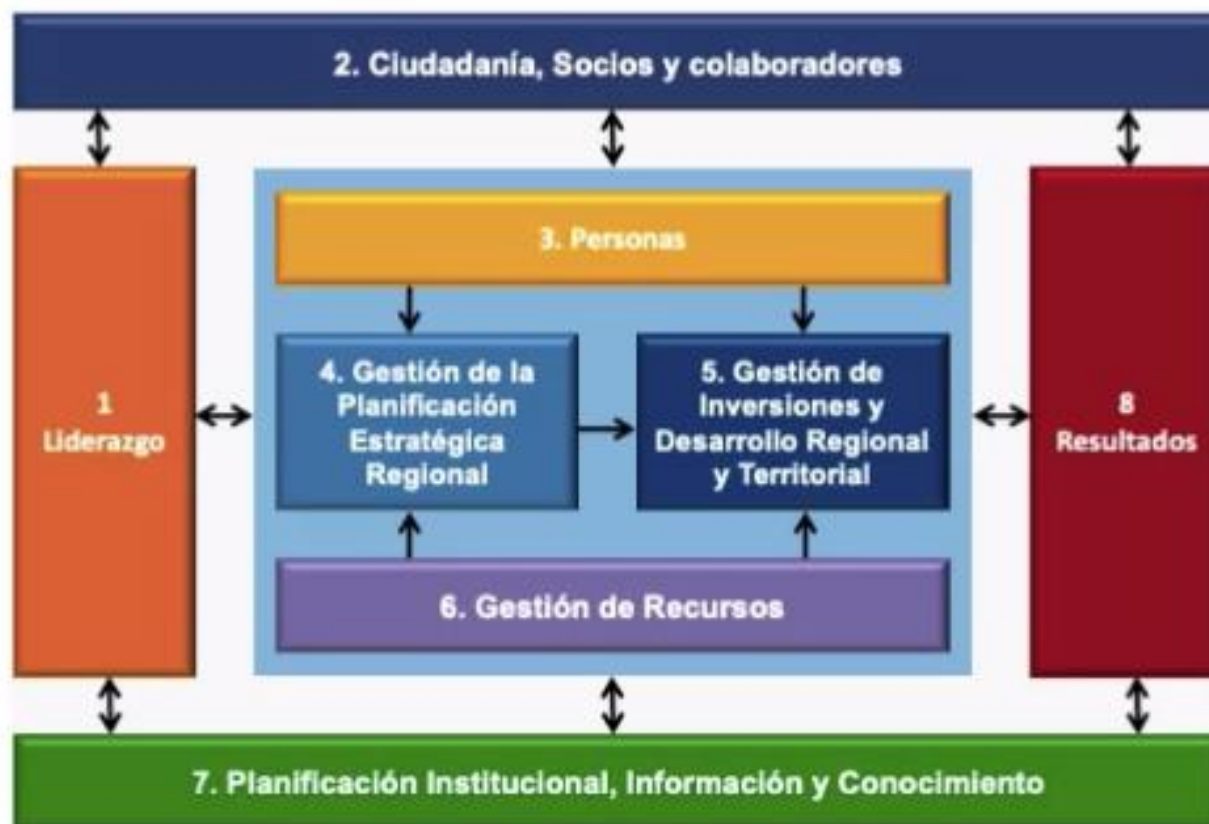 2. Ciudadanía, Socios y colaboradores
3. Personas
1
Liderazgo
4. Gestión de la
Planificación
Estratégica
Regional
5. Gestión de
Inversiones y
Desarrollo Regional
y Territorial
8
Resultados
6. Gestión de Recursos
7. Planificación Institucional, Información y Conocimiento